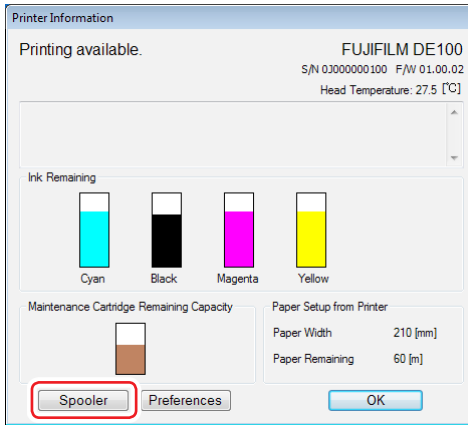 Printer Information
Printing available.
FUJIFILM DE100
S/N 0J000000100 F/W 01.00.02
Head Temperature: 27.5 [℃]
Ink Remaining
Cyan Black Magenta Yellow
Maintenance Cartridge Remaining Capacity
Paper Setup from Printer
Paper Width 210 [mm]
Paper Remaining 60 [m]
Spooler Preferences OK